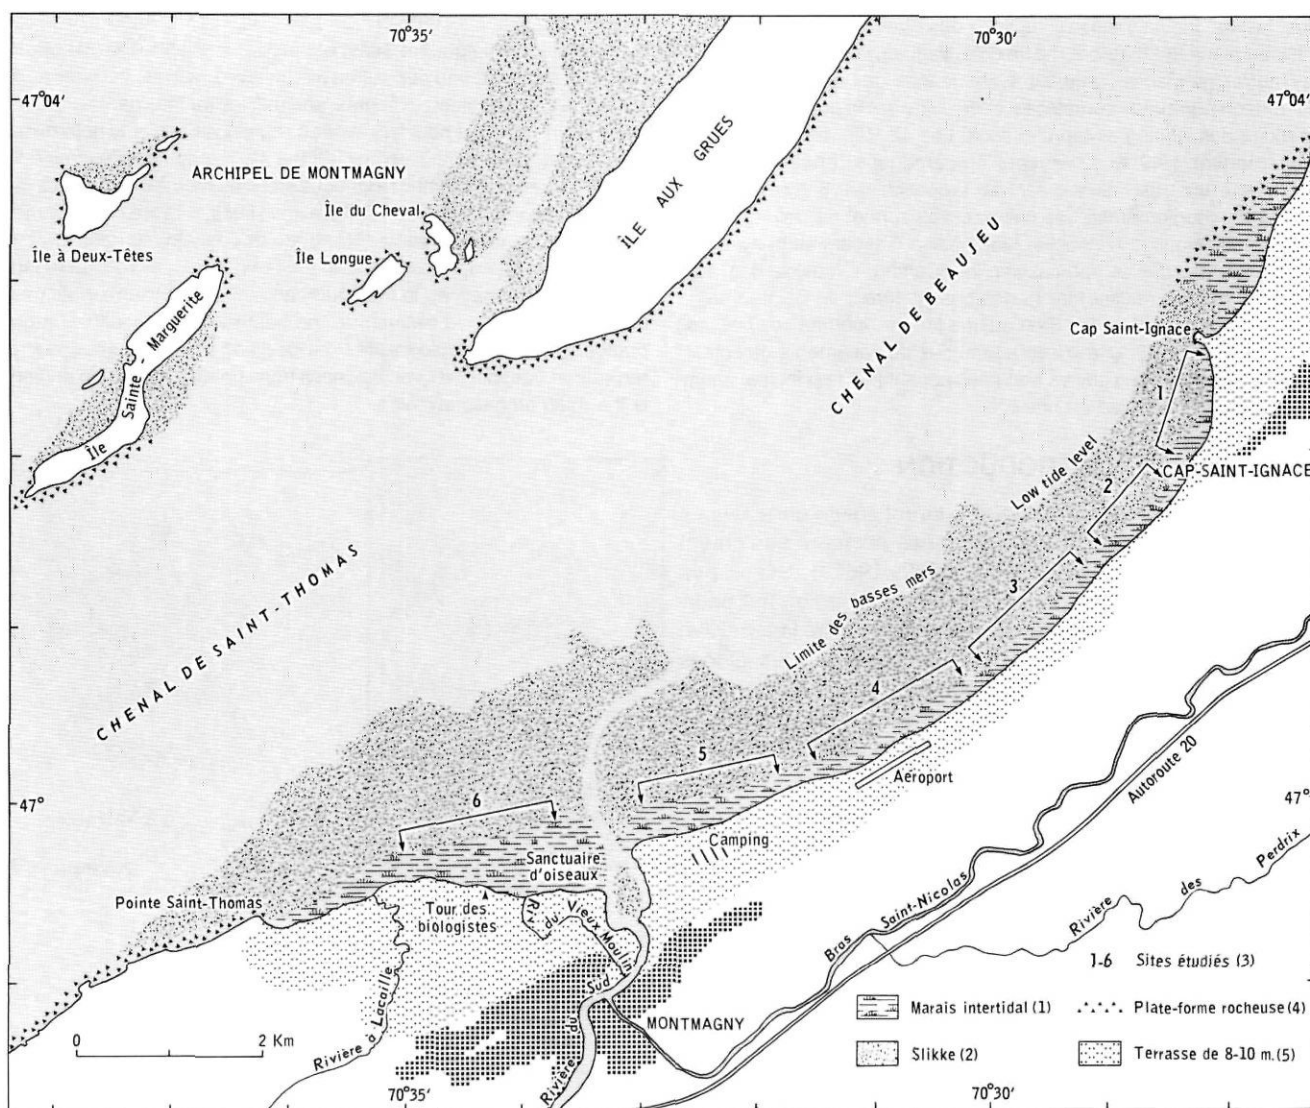 70°35'
70°30'
47°04'
47°04'
ARCHIPEL DE MONTMAGNY
Île du Cheval
Île à Deux-Têtes
Île Longue
ÎLE AUX GRUES
Île Sainte-Marguerite
CHENAL DE BEAUJEU
Cap Saint-Ignace
1
CAP-SAINT-IGNACE
Low tide level
2
3
Limite des basses mers
4
CHENAL DE SAINT-THOMAS
5
6
Aéroport
47°
47°
Autoroute 20
Camping
Sanctuaire
d'oiseaux
Pointe Saint-Thomas
Tour des
biologistes
Riv. du Vieux Moulin
Bras Saint-Nicolas
Rivière des Perdrix
Rivière à Lacaille
Rivière du Sud
MONTMAGNY
1-6 Sites étudiés (3)
Marais intertidal (1)
Plate-forme rocheuse (4)
Slikke (2)
Terrasse de 8-10 m. (5)
0 2 Km
70°35'
70°30'